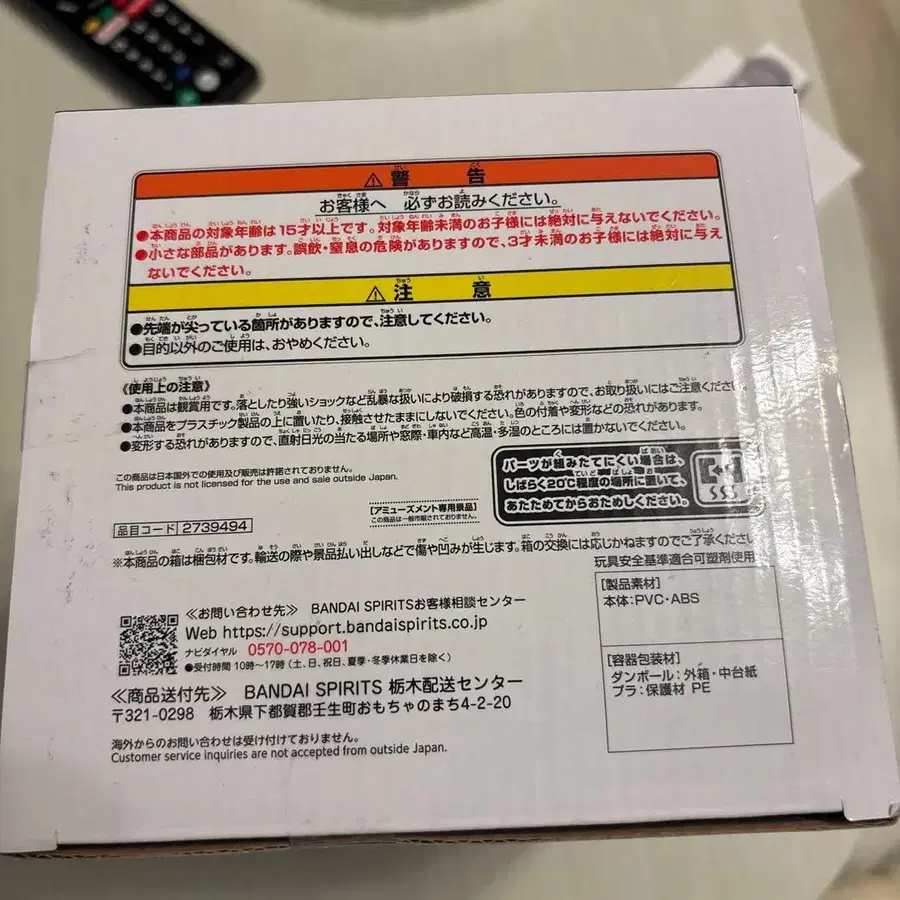 ⚠警告
お客様へ 必ずお読みください。
●本商品の対象年齢は15才以上です。対象年齢未満のお子様には絶対に与えないでください。
●小さな部品があります。誤飲・窒息の危険がありますので、3才未満のお子様には絶対に与え
ないでください。
⚠注意
●先端が尖っている箇所がありますので、注意してください。
●目的以外のご使用は、おやめください。
《使用上の注意》
●本商品は観賞用です。落としたり強いショックなど乱暴な扱いにより破損する恐れがありますので、お取り扱いにはご注意ください。
●本商品をプラスチック製品の上に置いたり、接触させたままにしないでください。色の付着や変形などの恐れがあります。
●変形する恐れがありますので、直射日光の当たる場所や窓際・車内など高温・多湿のところには置かないでください。
この商品は日本国外での使用及び販売は許諾されておりません。
This product is not licensed for the use and sale outside Japan.
パーツが組みたてにくい場合は、
しばらく20℃程度の場所に置いて、
あたためてからおためしください。
[アミューズメント専用景品]
この商品は一般市販されておりません。
品目コード 2739494
※本商品の箱は梱包材です。輸送の際や景品払い出しなどで傷や凹みが生じます。箱の交換には応じかねますのでご了承ください
玩具安全基準適合可塑剤使用
[製品素材]
本体:PVC・ABS
[容器包装材]
ダンボール:外箱・中台紙
プラ:保護材 PE
≪お問い合わせ先≫ BANDAI SPIRITSお客様相談センター
Web https://support.bandaispirits.co.jp
ナビダイヤル 0570-078-001
●受付時間 10時〜17時(土、日、祝日、夏季・冬季休業日を除く)
≪商品送付先≫ BANDAI SPIRITS 栃木配送センター
〒321-0298 栃木県下都賀郡壬生町おもちゃのまち4-2-20
海外からのお問い合わせは受け付けておりません。
Customer service inquiries are not accepted from outside Japan.